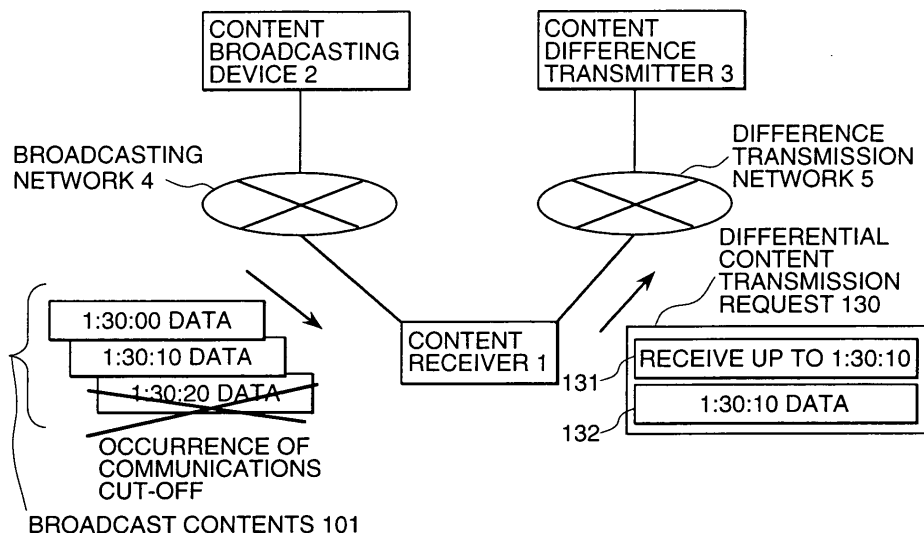 CONTENT
BROADCASTING
DEVICE 2
CONTENT
DIFFERENCE
TRANSMITTER 3
BROADCASTING
NETWORK 4
DIFFERENCE
TRANSMISSION
NETWORK 5
DIFFERENTIAL
CONTENT
TRANSMISSION
REQUEST 130
1:30:00 DATA
1:30:10 DATA
1:30:20 DATA
OCCURRENCE OF
COMMUNICATIONS
CUT-OFF
BROADCAST CONTENTS 101
CONTENT
RECEIVER 1
131
RECEIVE UP TO 1:30:10
132
1:30:10 DATA